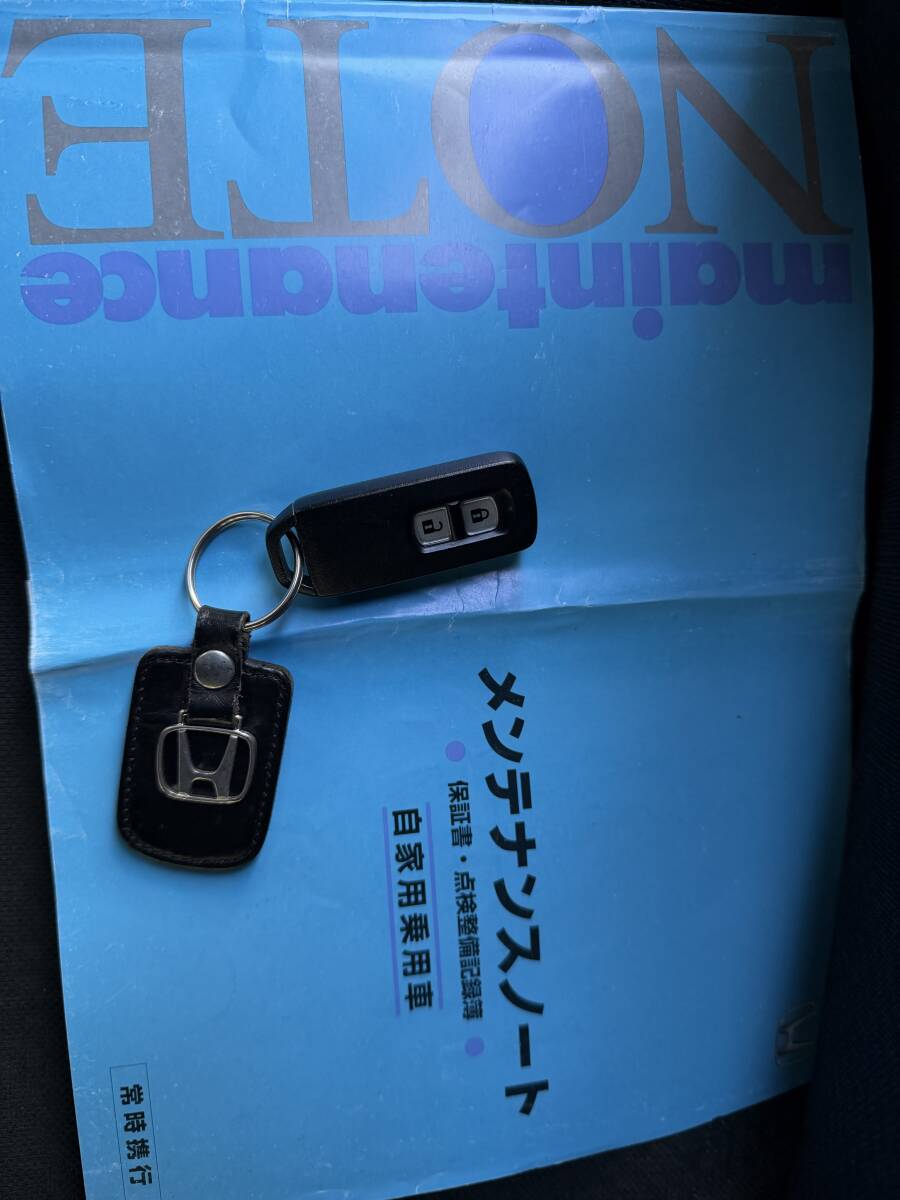 maintenance
NOTE
メンテナンスノート
保証書・点検整備記録簿
自家用乗用車
常時携行